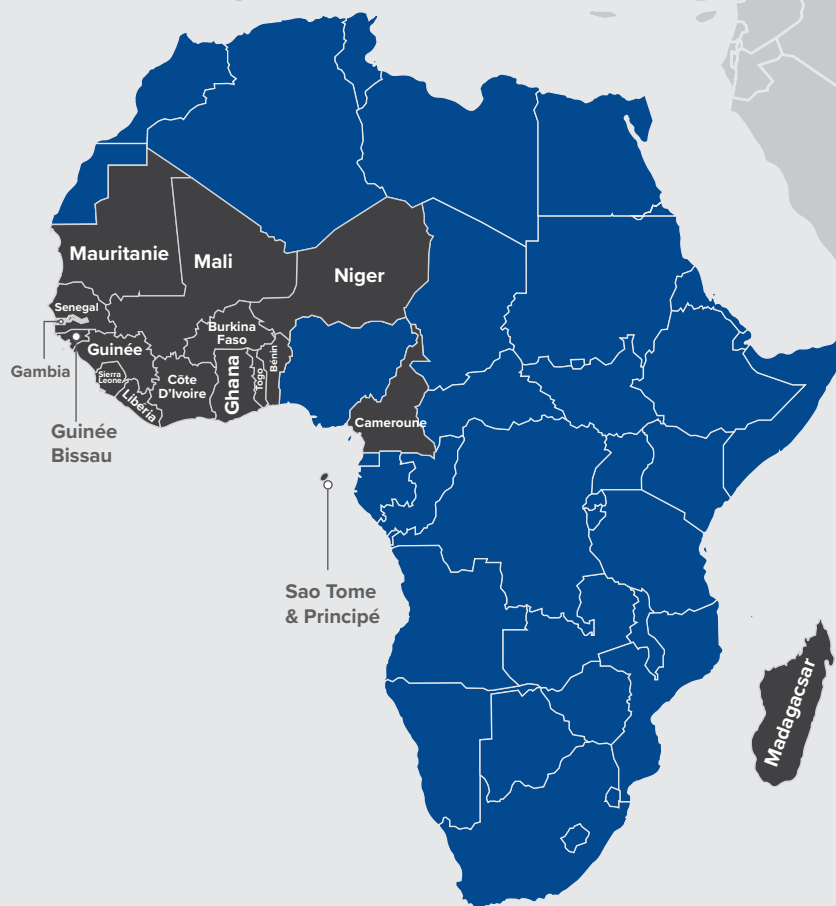 Mauritanie
Mali
Niger
Senegal
Burkina
Faso
Gambia
Guinée
Bénin
Sierra
Leone
Côte
D'Ivoire
Ghana
Togo
Libéria
Cameroune
Guinée
Bissau
Sao Tome
& Principé
Madagacsar